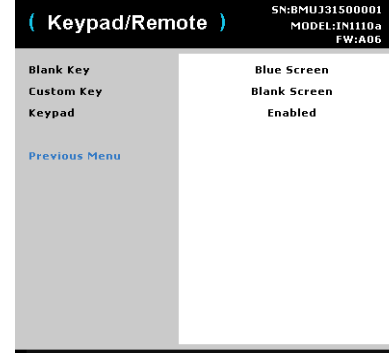 ( Keypad/Remote )
SN:BMUJ31500001
MODEL:IN1110a
FW:A06
Blank Key Blue Screen
Custom Key Blank Screen
Keypad Enabled
Previous Menu